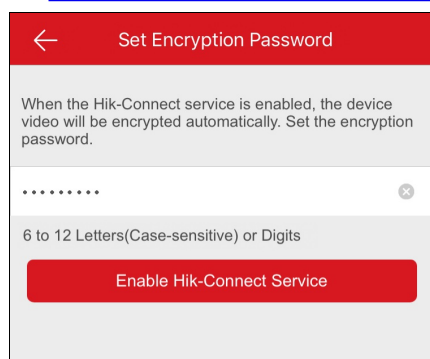 Set Encryption Password
When the Hik-Connect service is enabled, the device
video will be encrypted automatically. Set the encryption
password.
•••••••••
6 to 12 Letters(Case-sensitive) or Digits
Enable Hik-Connect Service